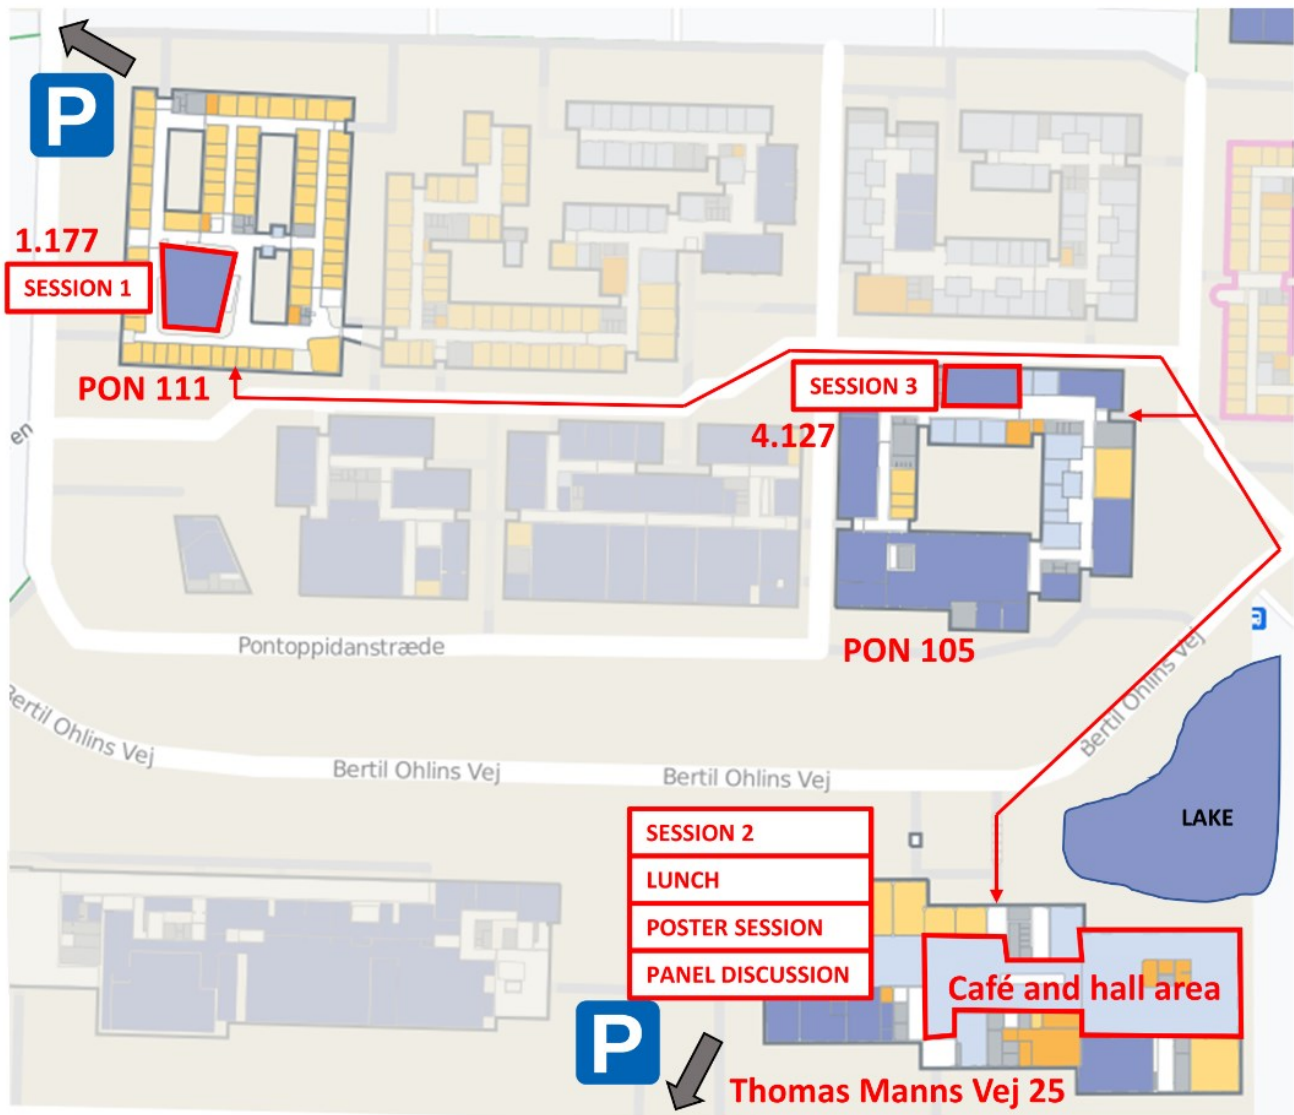 P
1.177
SESSION 1
PON 111
SESSION 3
4.127
en
Pontoppidanstræde
PON 105
Bertil Ohlins Vej
Bertil Ohlins Vej
Bertil Ohlins Vej
Bertil Ohlins Vej
LAKE
SESSION 2
LUNCH
POSTER SESSION
PANEL DISCUSSION
Café and hall area
P
Thomas Manns Vej 25